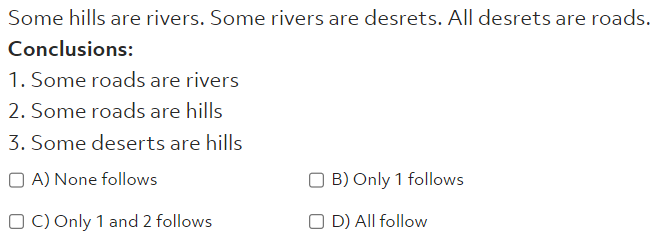 Some hills are rivers. Some rivers are desrets. All desrets are roads.
Conclusions:
1. Some roads are rivers
2. Some roads are hills
3. Some deserts are hills
A) None follows
B) Only 1 follows
C) Only 1 and 2 follows
D) All follow